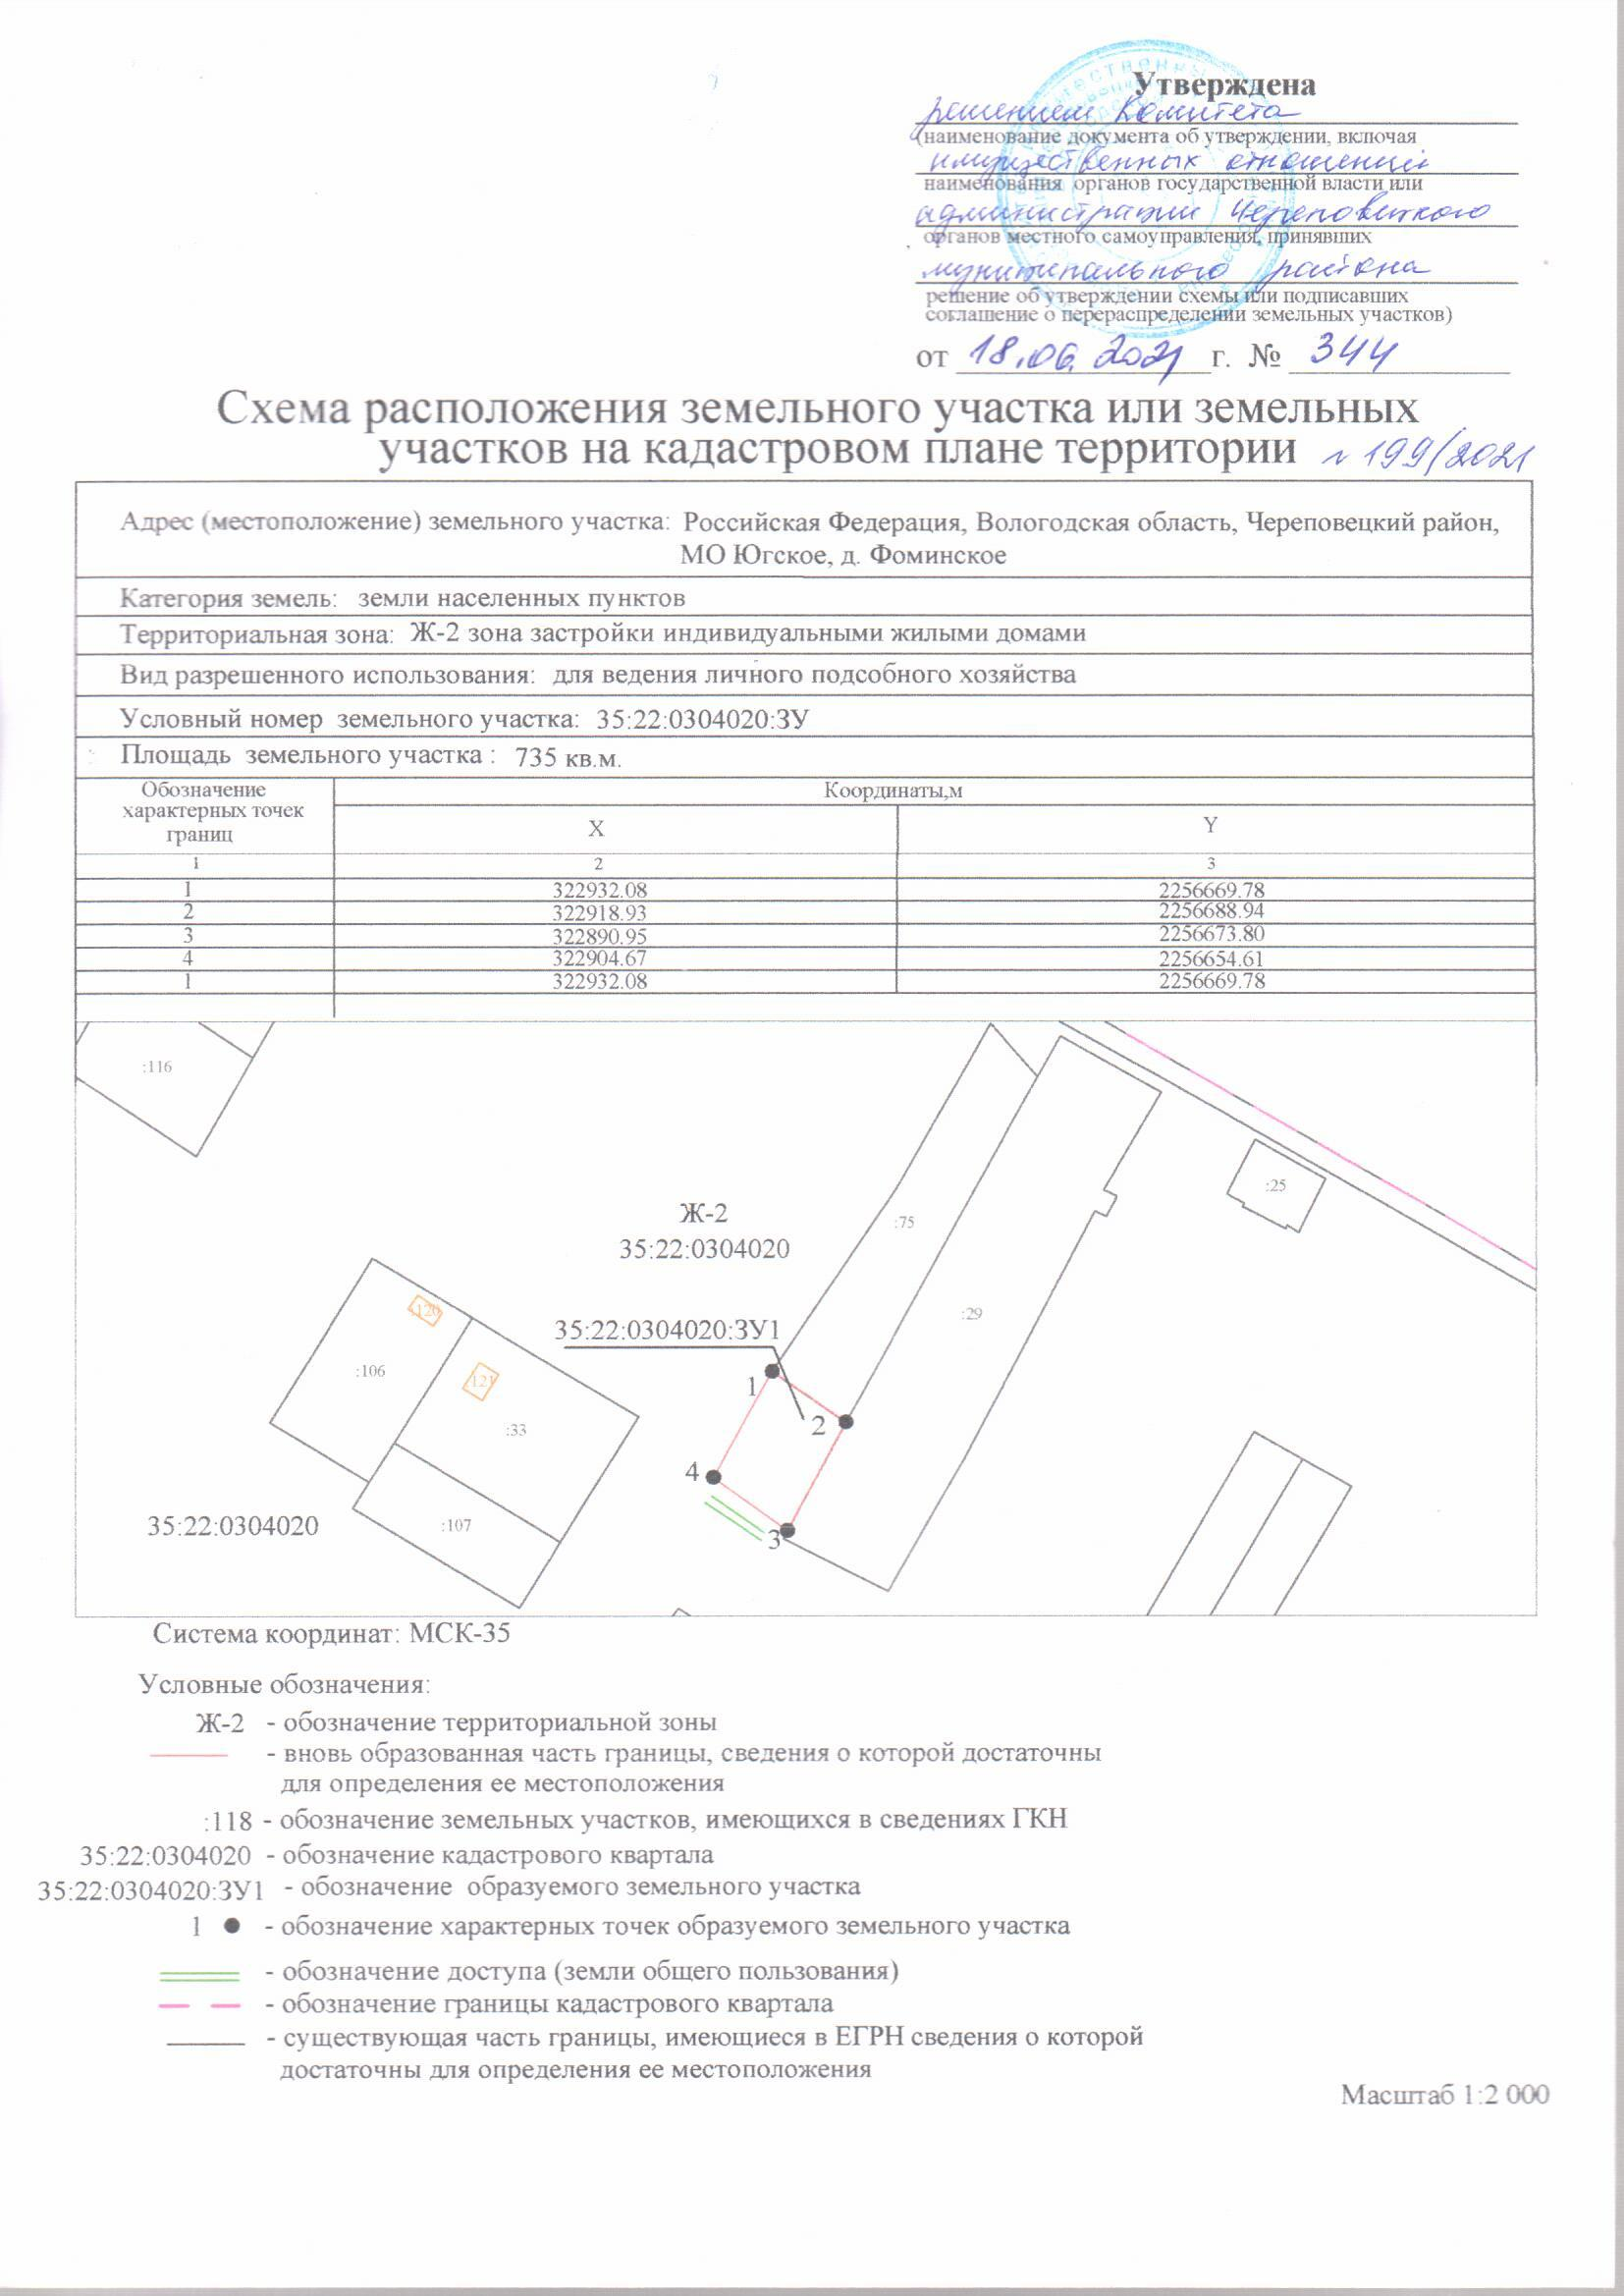 Утверждена
решением Комитета
(наименование документа об утверждении, включая
имущественных отношений
наименования органов государственной власти или
администрации Череповецкого
органов местного самоуправления, принявших
муниципального района
решение об утверждении схемы или подписавших
соглашение о перераспределении земельных участков)
от 18.06.2021 г. № 344
Схема расположения земельного участка или земельных
участков на кадастровом плане территории № 199/2021
Адрес (местоположение) земельного участка: Российская Федерация, Вологодская область, Череповецкий район,
МО Югское, д. Фоминское
Категория земель: земли населенных пунктов
Территориальная зона: Ж-2 зона застройки индивидуальными жилыми домами
Вид разрешенного использования: для ведения личного подсобного хозяйства
Условный номер земельного участка: 35:22:0304020:ЗУ
Площадь земельного участка : 735 кв.м.
Обозначение
характерных точек
границ
Координаты,м
X Y
1 2 3
1 322932.08 2256669.78
2 322918.93 2256688.94
3 322890.95 2256673.80
4 322904.67 2256654.61
1 322932.08 2256669.78
:116
:25
Ж-2
:75
35:22:0304020
:120
:29
35:22:0304020:ЗУ1
:106
121
1
2
:33
4
35:22:0304020
:107
3
Система координат: МСК-35
Условные обозначения:
Ж-2 - обозначение территориальной зоны
- вновь образованная часть границы, сведения о которой достаточны
для определения ее местоположения
:118 - обозначение земельных участков, имеющихся в сведениях ГКН
35:22:0304020 - обозначение кадастрового квартала
35:22:0304020:ЗУ1 - обозначение образуемого земельного участка
1 ● - обозначение характерных точек образуемого земельного участка
- обозначение доступа (земли общего пользования)
- обозначение границы кадастрового квартала
- существующая часть границы, имеющиеся в ЕГРН сведения о которой
достаточны для определения ее местоположения
Масштаб 1:2 000